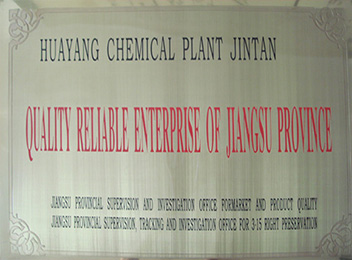 HUAYANG CHEMICAL PLANT JINTAN
QUALITY RELIABLE ENTERPRISE OF JIANGSU PROVINCE
JIANGSU PROVINCIAL SUPERVISION AND INVESTIGATION OFFICE FORMARKET AND PRODUCT QUALITY
JIANGSU PROVINCIAL SUPERVISION, TRACKING AND INVESTIGATION OFFICE FOR 3·15 RIGHT PRESERVATION